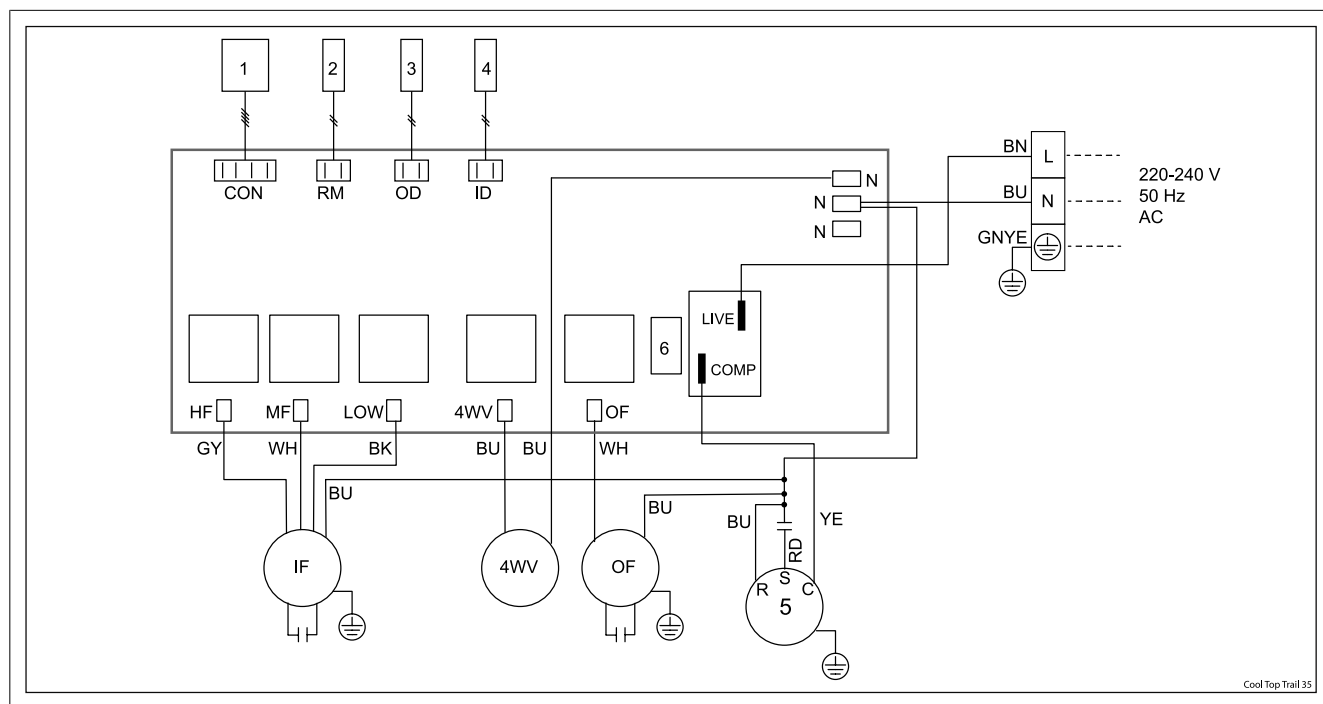 1
2
3
4
CON
RM
OD
ID
N
N
N
BN
L
BU
N
GNYE
220-240 V
50 Hz
AC
LIVE
6
COMP
HF
MF
LOW
4WV
OF
GY
WH
BK
BU
BU
WH
BU
BU
BU
YE
RD
IF
4WV
OF
R
S
C
5
Cool Top Trail 35